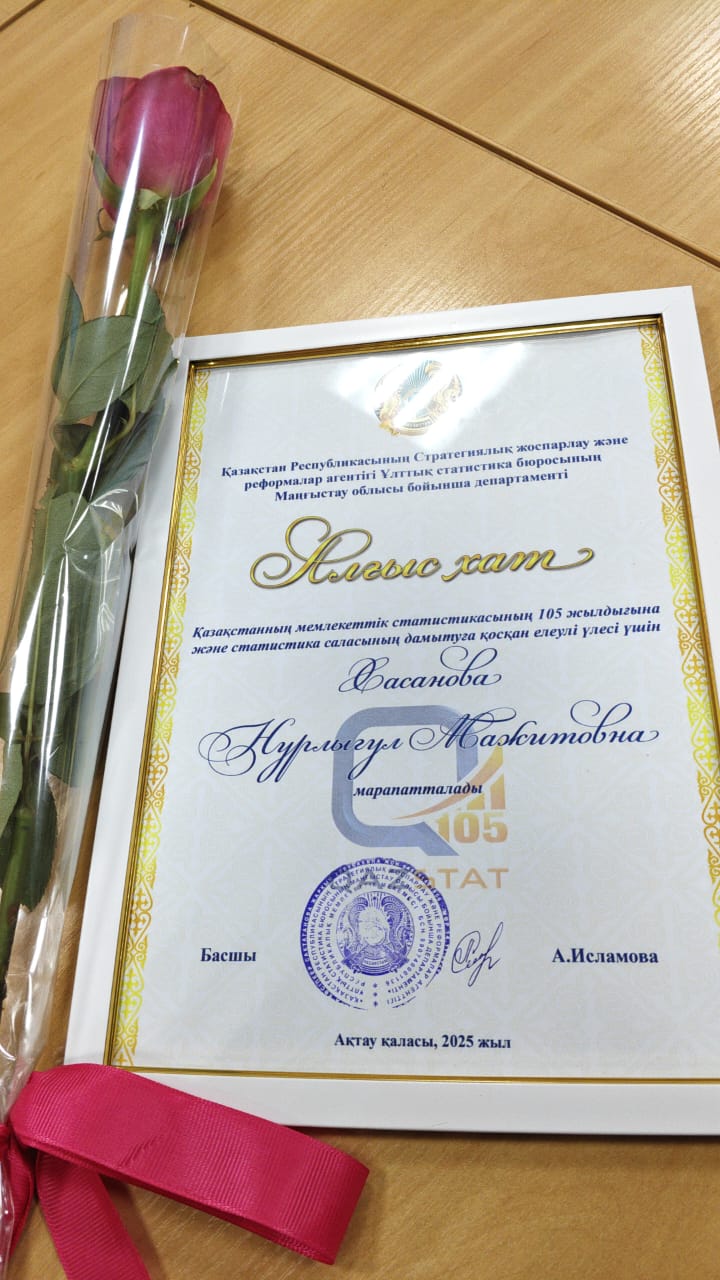 Қазақстан Республикасының Стратегиялық жоспарлау және
реформалар агенттігі Ұлттық статистика бюросының
Маңғыстау облысы бойынша департаменті
Алғыс хат
Қазақстанның мемлекеттік статистикасының 105 жылдығына
және статистика саласының дамытуға қосқан елеулі үлесі үшін
Хасанова
Нурлыгул Мажитовна
марапатталады
105
ТАТ
Басшы
А.Исламова
Ақтау қаласы, 2025 жыл